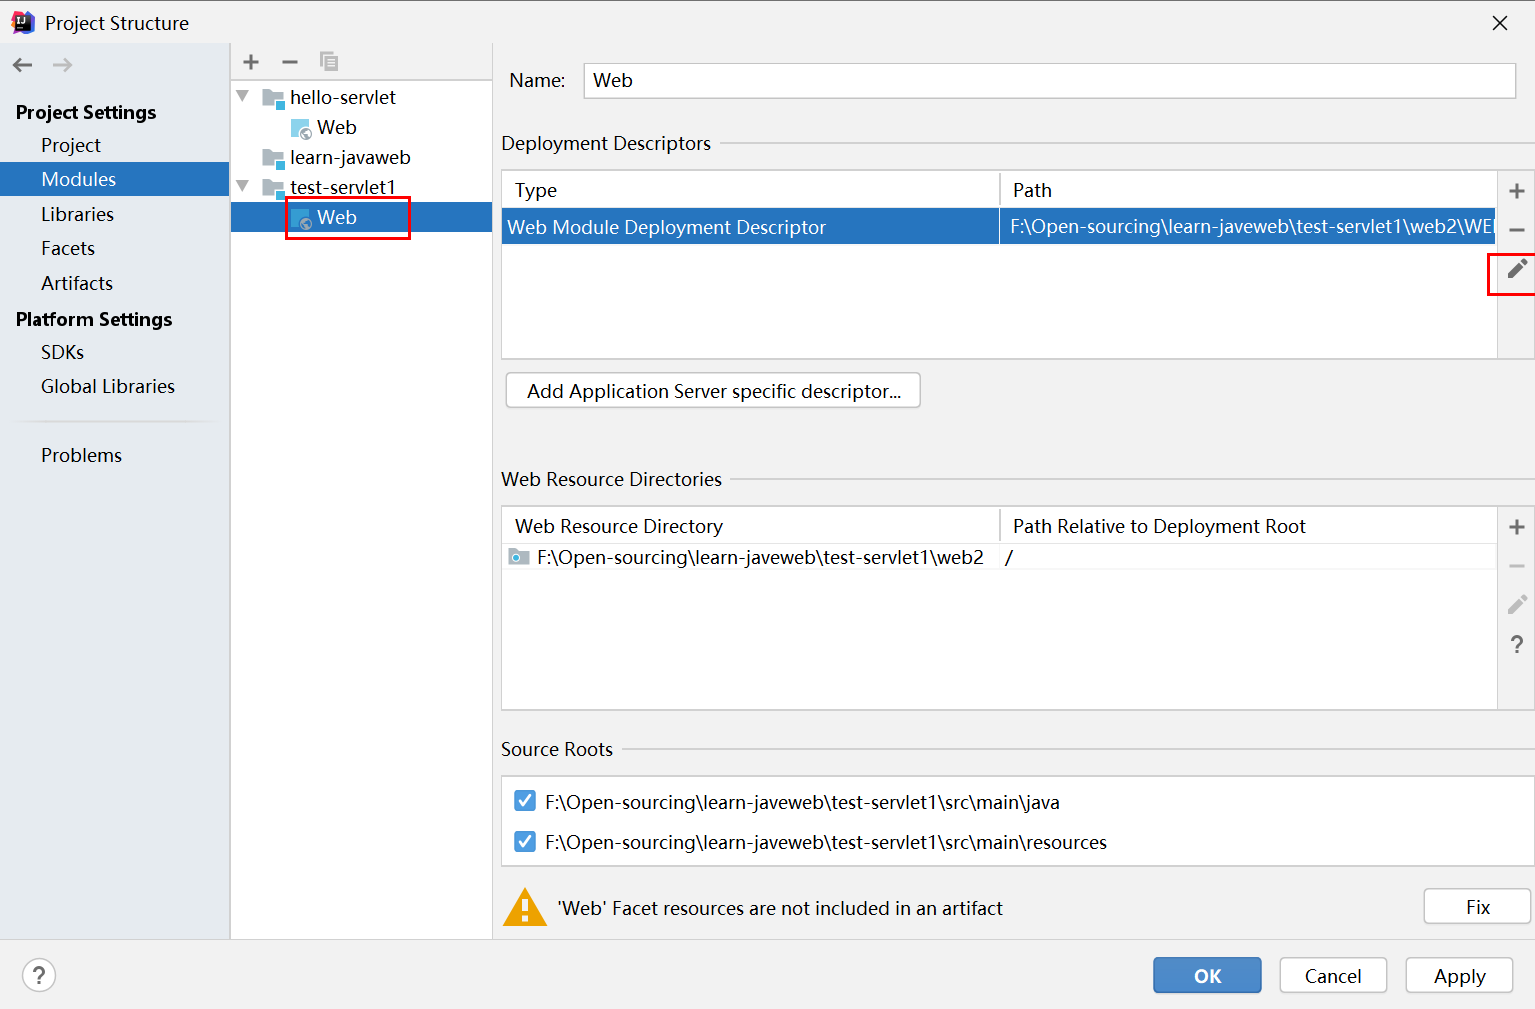 Project Structure
Project Settings
Project
Modules
Libraries
Facets
Artifacts
Platform Settings
SDKs
Global Libraries
Problems
hello-servlet
Web
learn-javaweb
test-servlet1
Web
Name: Web
Deployment Descriptors
Type Path
Web Module Deployment Descriptor F:\Open-sourcing\learn-javeweb\test-servlet1\web2\WE
Add Application Server specific descriptor...
Web Resource Directories
Web Resource Directory Path Relative to Deployment Root
F:\Open-sourcing\learn-javeweb\test-servlet1\web2 /
?
Source Roots
F:\Open-sourcing\learn-javeweb\test-servlet1\src\main\java
F:\Open-sourcing\learn-javeweb\test-servlet1\src\main\resources
'Web' Facet resources are not included in an artifact
Fix
?
OK Cancel Apply